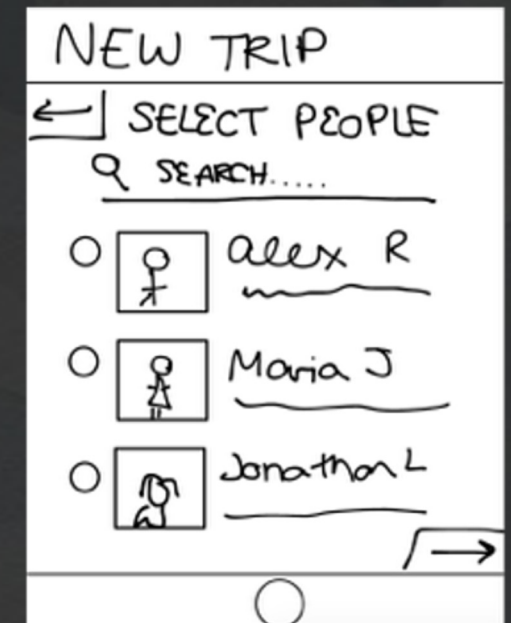 NEW TRIP
SELECT PEOPLE
SEARCH.....
alex R
Maria J
Jonathan L